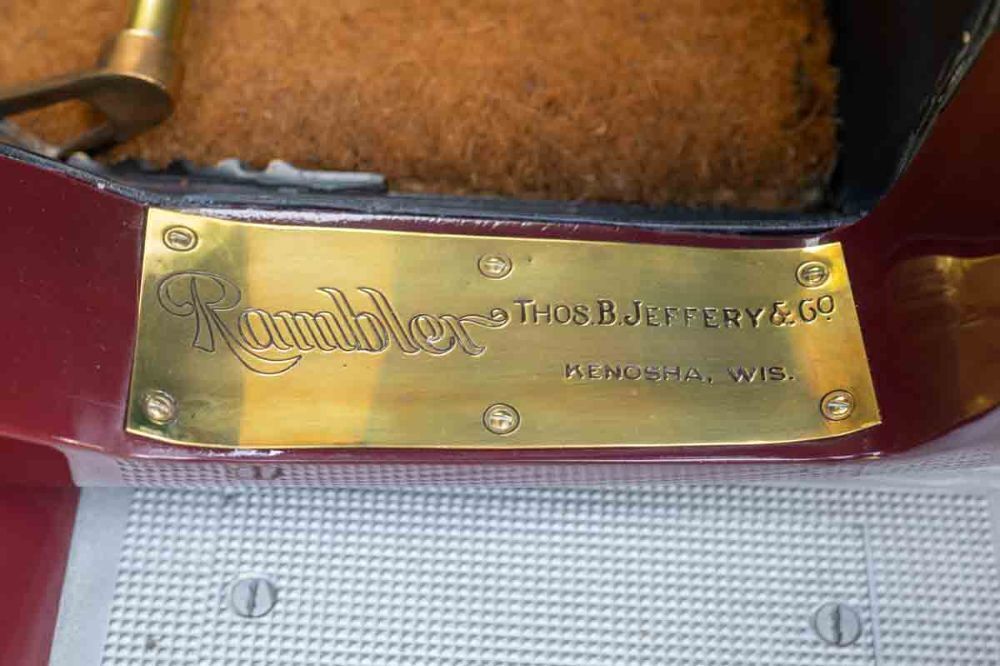 Rambler THOS. B. JEFFERY & CO
KENOSHA, WIS.